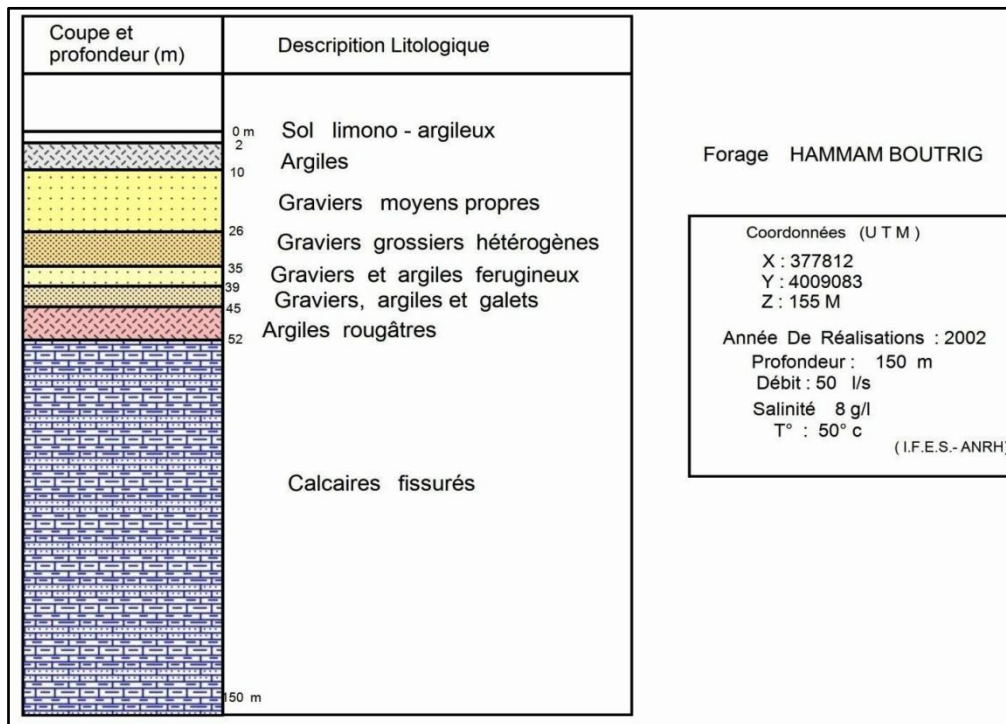 Coupe et
profondeur (m)
Descripition Litologique
0 m
Sol limono - argileux
2
Argiles
10
Graviers moyens propres
26
Graviers grossiers hétérogènes
35
Graviers et argiles ferugineux
39
Graviers, argiles et galets
45
Argiles rougâtres
52
Calcaires fissurés
150 m
Forage HAMMAM BOUTRIG
Coordonnées (U T M )
X : 377812
Y : 4009083
Z : 155 M
Année De Réalisations : 2002
Profondeur : 150 m
Débit : 50 l/s
Salinité 8 g/l
T° : 50° c
( I.F.E.S.- ANRH)